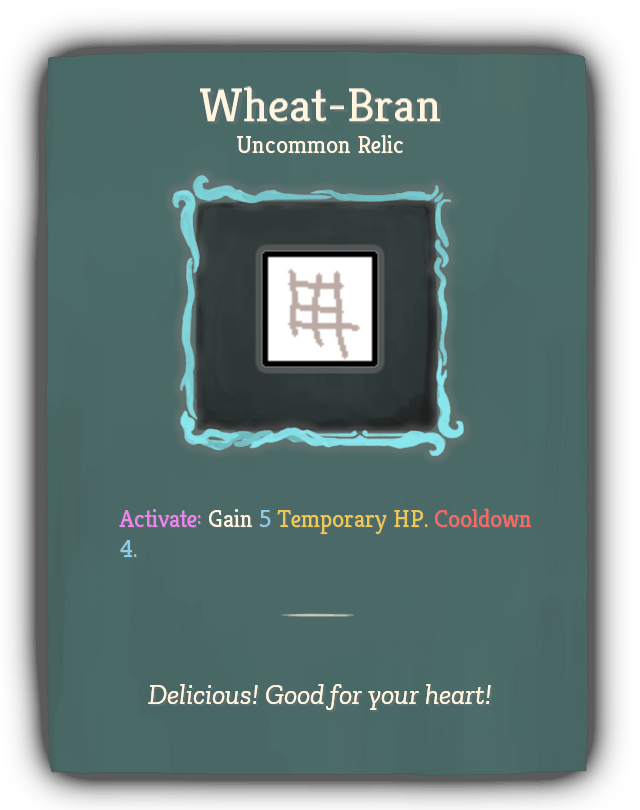 Wheat-Bran
Uncommon Relic
Activate: Gain 5 Temporary HP. Cooldown
4.
Delicious! Good for your heart!